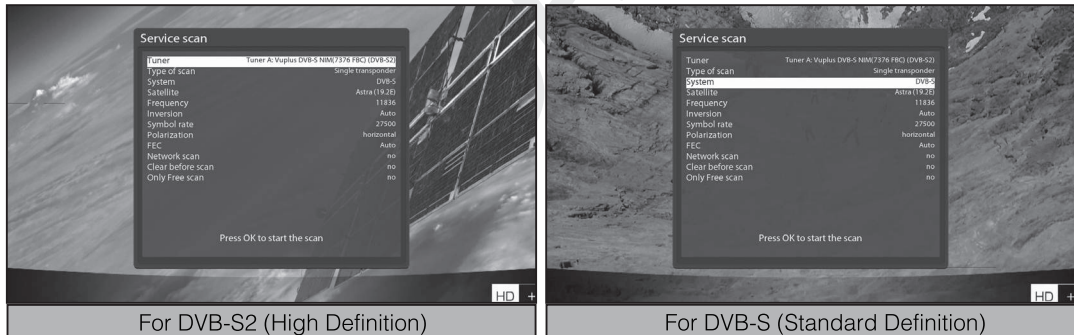 Service scan
Tuner Tuner A: Vuplus DVB-S NIM(7376 FBC) (DVB-S2)
Type of scan Single transponder
System DVB-S
Satellite Astra (19.2E)
Frequency 11836
Inversion Auto
Symbol rate 27500
Polarization horizontal
FEC Auto
Network scan no
Clear before scan no
Only Free scan no
Press OK to start the scan
HD +
For DVB-S2 (High Definition)
Service scan
Tuner Tuner A: Vuplus DVB-S NIM(7376 FBC) (DVB-S2)
Type of scan Single transponder
System DVB-S
Satellite Astra (19.2E)
Frequency 11836
Inversion Auto
Symbol rate 27500
Polarization horizontal
FEC Auto
Network scan no
Clear before scan no
Only Free scan no
Press OK to start the scan
HD +
For DVB-S (Standard Definition)